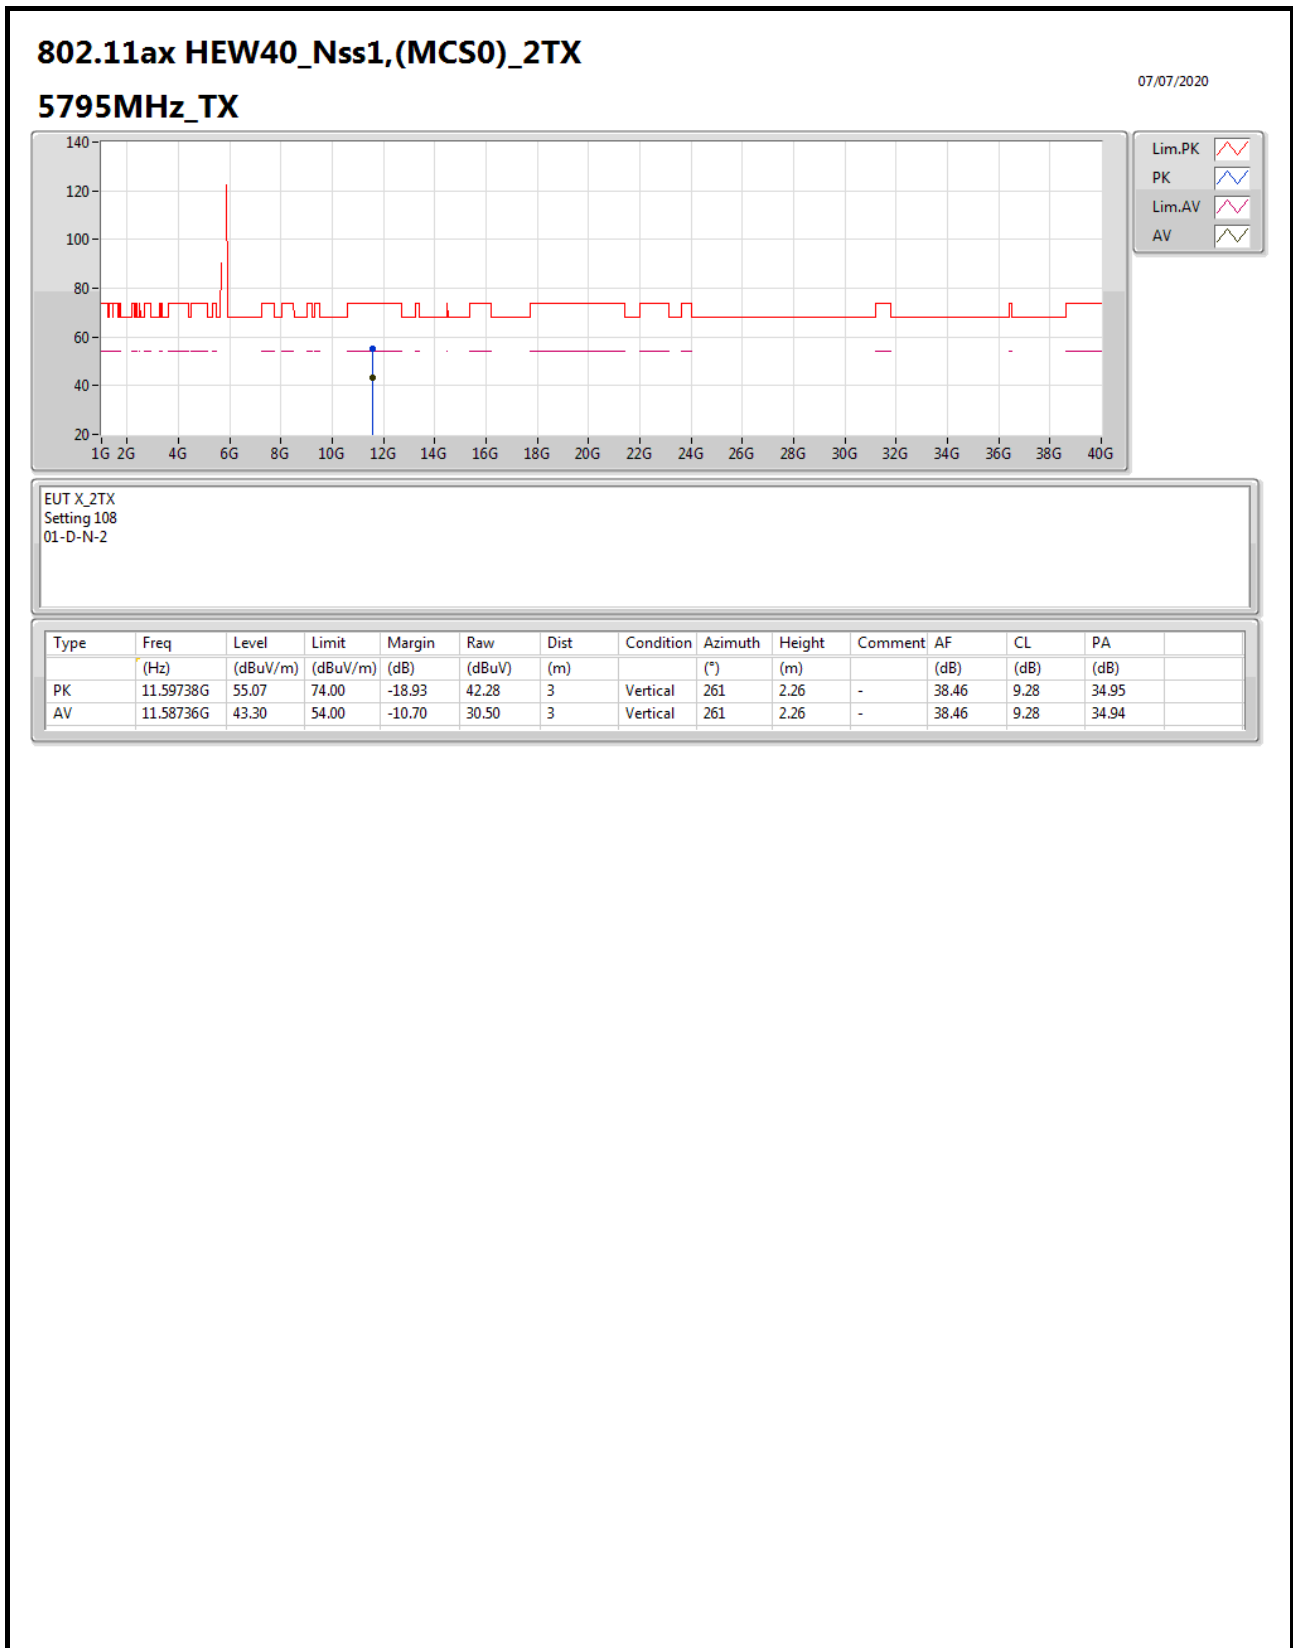 802.11ax HEW40_Nss1,(MCS0)_2TX
07/07/2020
5795MHz_TX
140
120
100
80
60
40
20
1G 2G 4G 6G 8G 10G 12G 14G 16G 18G 20G 22G 24G 26G 28G 30G 32G 34G 36G 38G 40G
Lim.PK
PK
Lim.AV
AV
EUT X_2TX
Setting 108
01-D-N-2
Type Freq Level Limit Margin Raw Dist Condition Azimuth Height Comment AF CL PA
(Hz) (dBuV/m) (dBuV/m) (dB) (dBuV) (m) (°) (m) (dB) (dB) (dB)
PK 11.59738G 55.07 74.00 -18.93 42.28 3 Vertical 261 2.26 - 38.46 9.28 34.95
AV 11.58736G 43.30 54.00 -10.70 30.50 3 Vertical 261 2.26 - 38.46 9.28 34.94